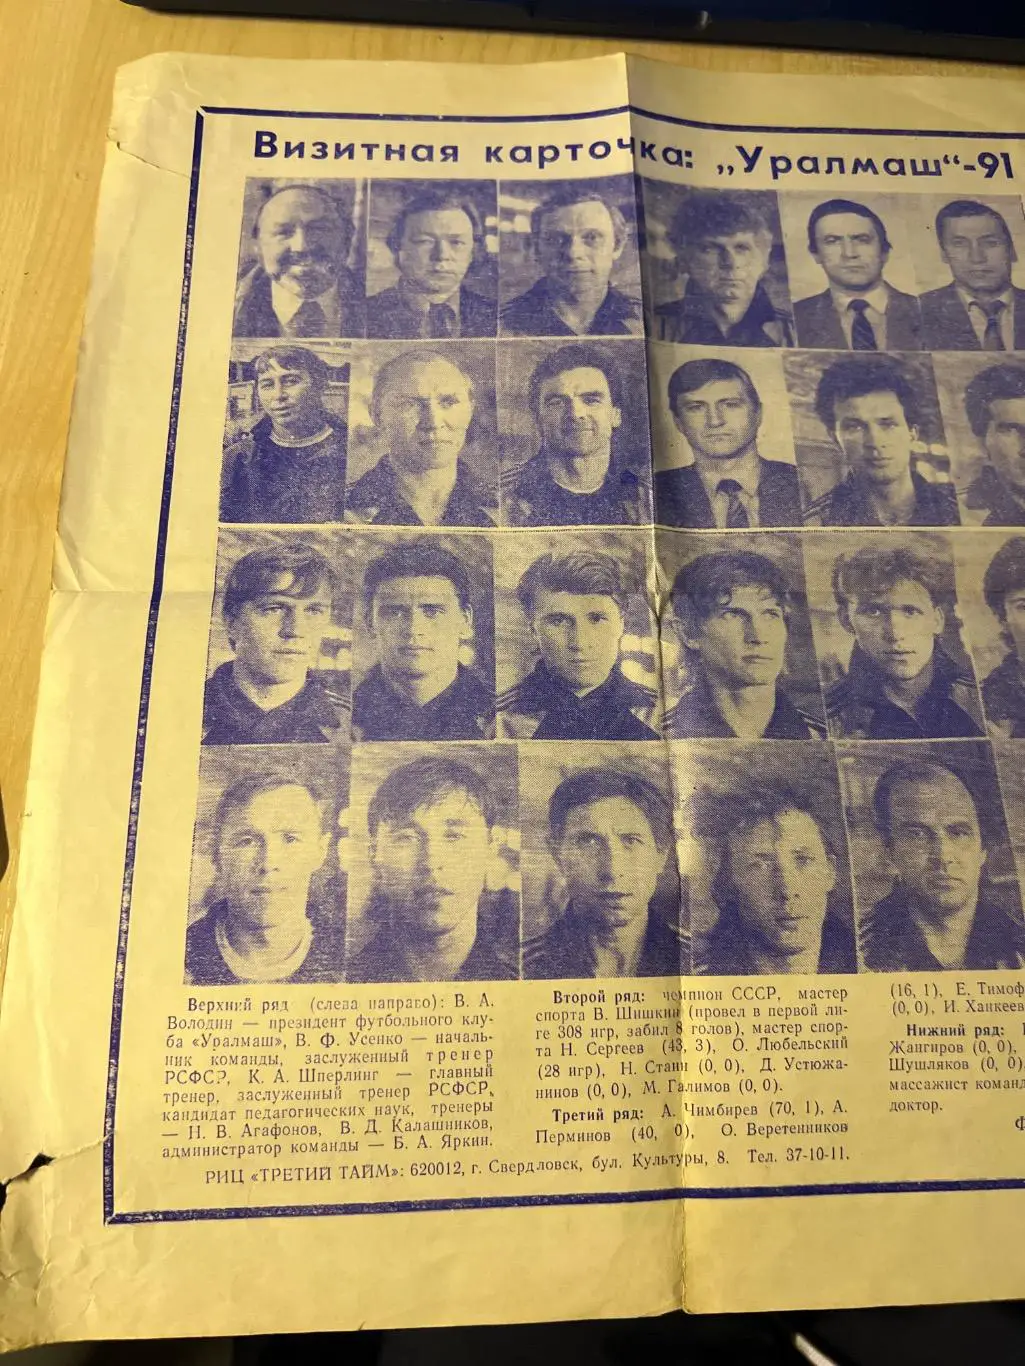 Визитная карточка: „Уралмаш“-91
Верхний ряд (слева направо): В. А.
Володин — президент футбольного клу-
ба «Уралмаш», В. Ф. Усенко — началь-
ник команды, заслуженный тренер
РСФСР, К. А. Шперлинг — главный
тренер, заслуженный тренер РСФСР,
кандидат педагогических наук, тренеры
— Н. В. Агафонов, В. Д. Калашников,
администратор команды — Б. А. Яркин.
Второй ряд: чемпион СССР, мастер
спорта В. Шишкин (провел в первой ли-
ге 308 игр, забил 8 голов), мастер спор-
та Н. Сергеев (43, 3), О. Любельский
(28 игр), Н. Стаин (0, 0), Д. Устюжа-
нинов (0, 0), М. Галимов (0, 0).
Третий ряд: А. Чимбирев (70, 1), А.
Перминов (40, 0), О. Веретенников
(16, 1), Е. Тимоф
(0, 0), И. Ханкеев
Нижний ряд:
Жангиров (0, 0),
Шушляков (0, 0),
массажист команд
доктор.
РИЦ «ТРЕТИЙ ТАЙМ»: 620012, г. Свердловск, бул. Культуры, 8. Тел. 37-10-11.